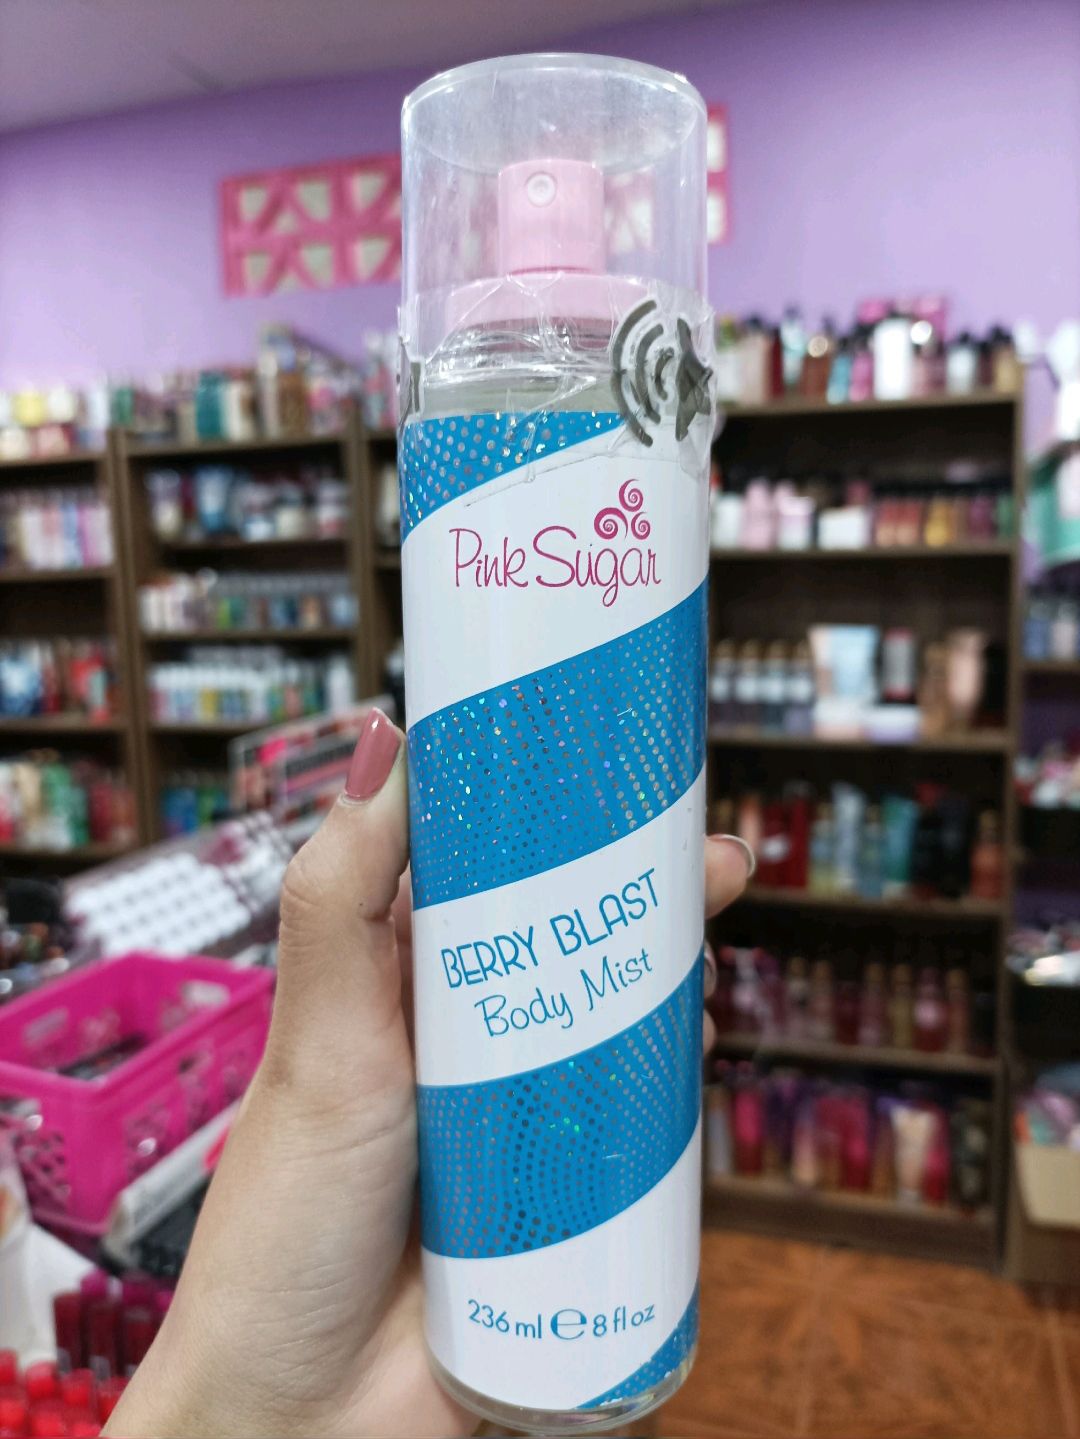 Pink Sugar
BERRY BLAST
Body Mist
236 ml ℮ 8 fl oz